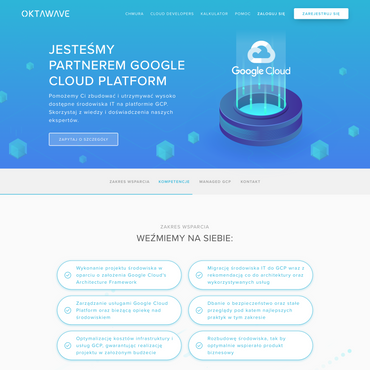 OKTAWAVE
CHMURA CLOUD DEVELOPERS KALKULATOR POMOC ZALOGUJ SIĘ ZAREJESTRUJ SIĘ
JESTEŚMY
PARTNEREM GOOGLE
CLOUD PLATFORM
Pomożemy Ci zbudować i utrzymywać wysoko
dostępne środowiska IT na platformie GCP.
Skorzystaj z wiedzy i doświadczenia naszych
ekspertów.
ZAPYTAJ O SZCZEGÓŁY
Google Cloud
ZAKRES WSPARCIA KOMPETENCJE MANAGED GCP KONTAKT
ZAKRES WSPARCIA
WEŹMIEMY NA SIEBIE:
Wykonanie projektu środowiska w
oparciu o zalecenie Google Cloud's
Architecture Framework
Migrację środowiska IT do GCP wraz z
rekomendacją co do architektury oraz
wykorzystywanych usług
Zarządzanie usługami Google Cloud
Platform oraz bieżącą opiekę nad
środowiskiem
Dbanie o bezpieczeństwo oraz stałe
przeglądy pod kątem najlepszych
praktyk w tym zakresie
Optymalizację kosztów infrastruktury i
usług GCP, gwarantując realizację
projektu w założonym budżecie
Rozbudowę środowiska, tak by
optymalnie wspierało produkt
biznesowy